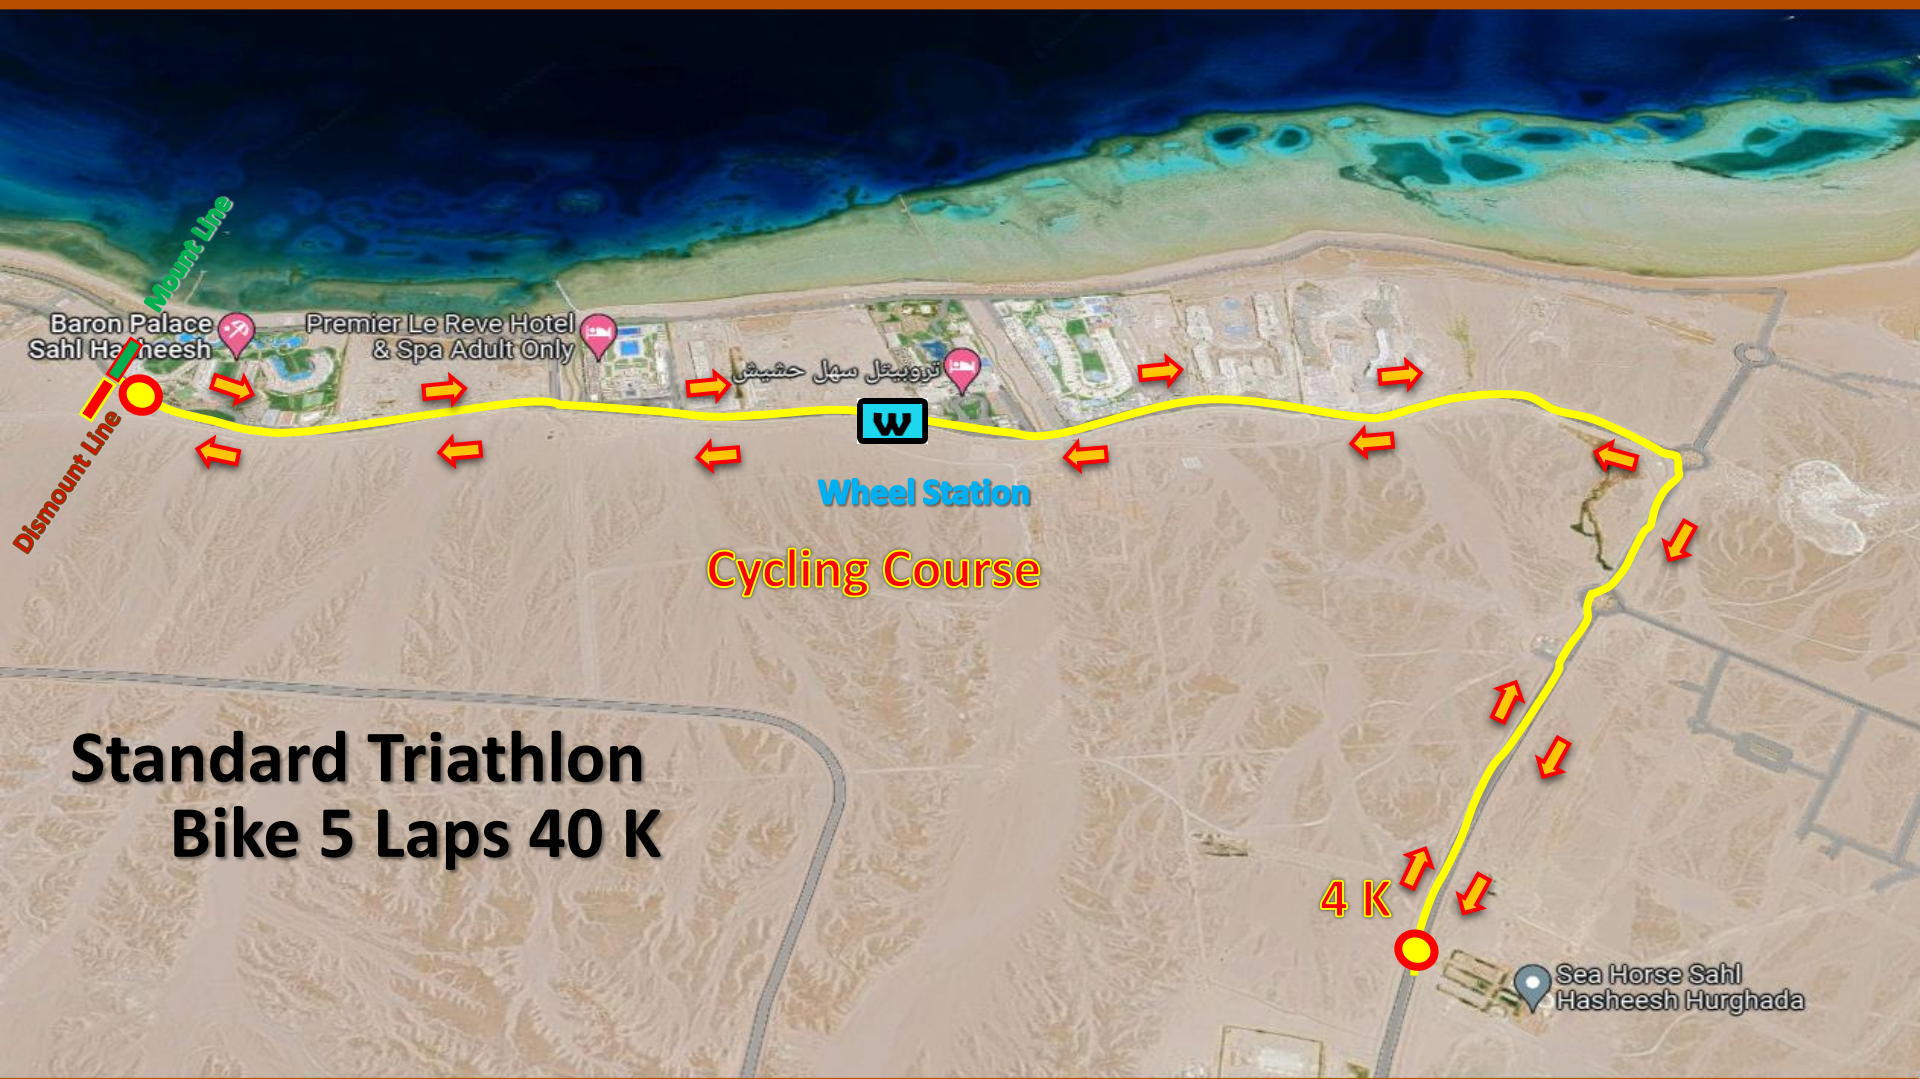 Mount Line
Baron Palace
Sahl Hasheesh
Premier Le Reve Hotel
& Spa Adult Only
تروبيتل سهل حشيش
W
Dismount Line
Wheel Station
Cycling Course
Standard Triathlon
Bike 5 Laps 40 K
4 K
Sea Horse Sahl
Hasheesh Hurghada